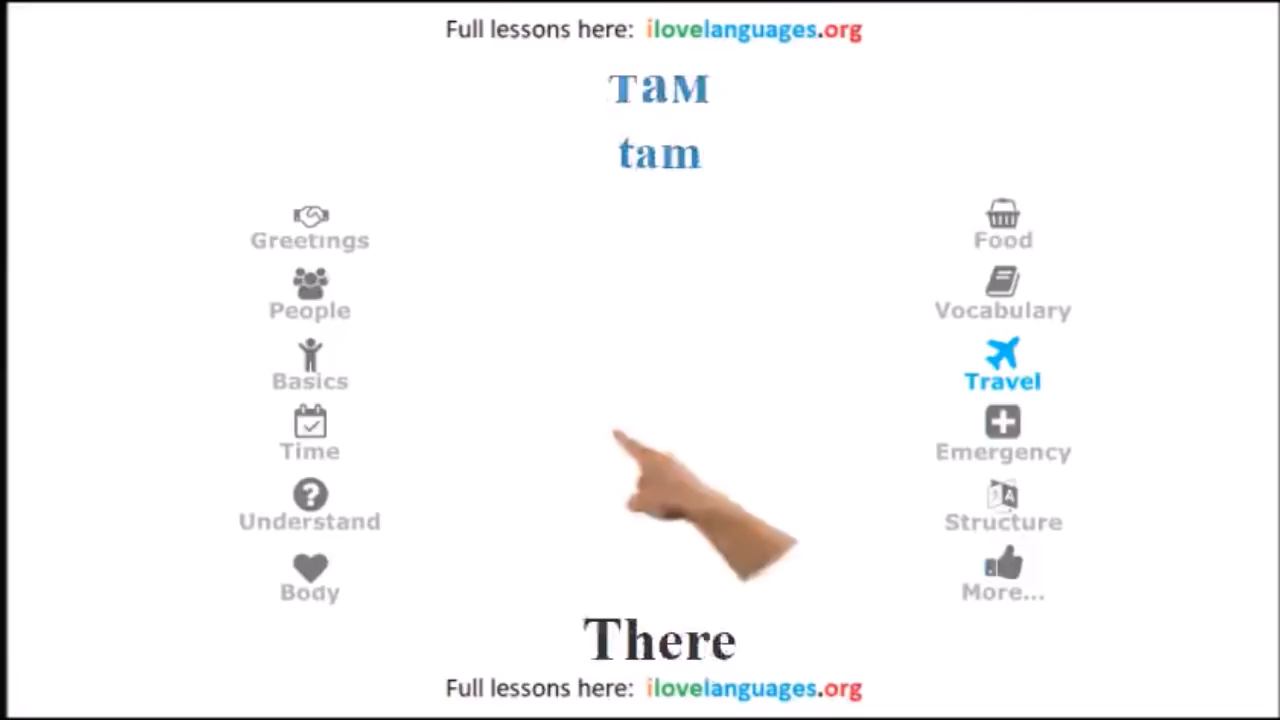 Full lessons here: ilovelanguages.org
там
tam
Greetings
Food
People
Vocabulary
Basics
Travel
Time
Emergency
Understand
Structure
Body
More...
There
Full lessons here: ilovelanguages.org